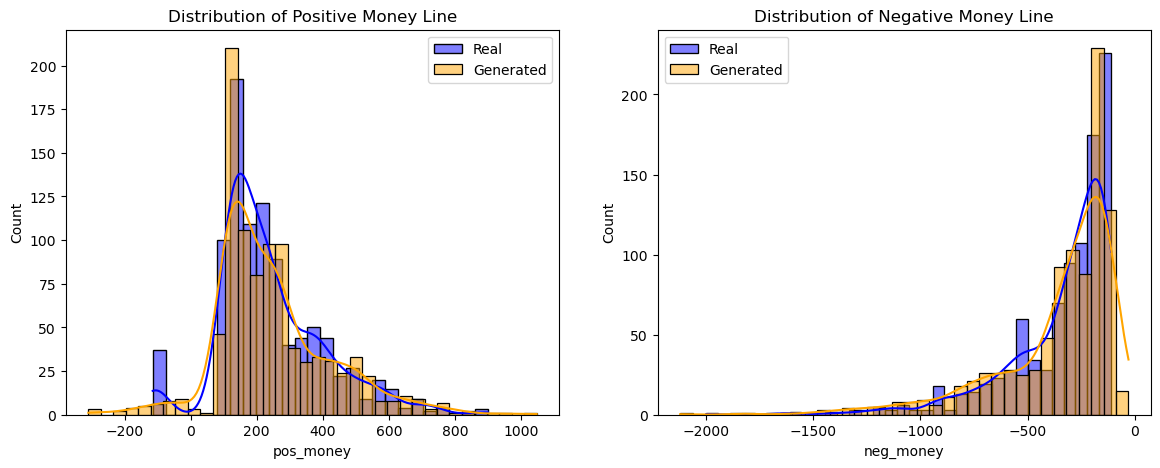 Distribution of Positive Money Line
Real
Generated
Count
200
175
150
125
100
75
50
25
0
−200
0
200
400
600
800
1000
pos_money
Distribution of Negative Money Line
Real
Generated
Count
200
150
100
50
0
−2000
−1500
−1000
−500
0
neg_money